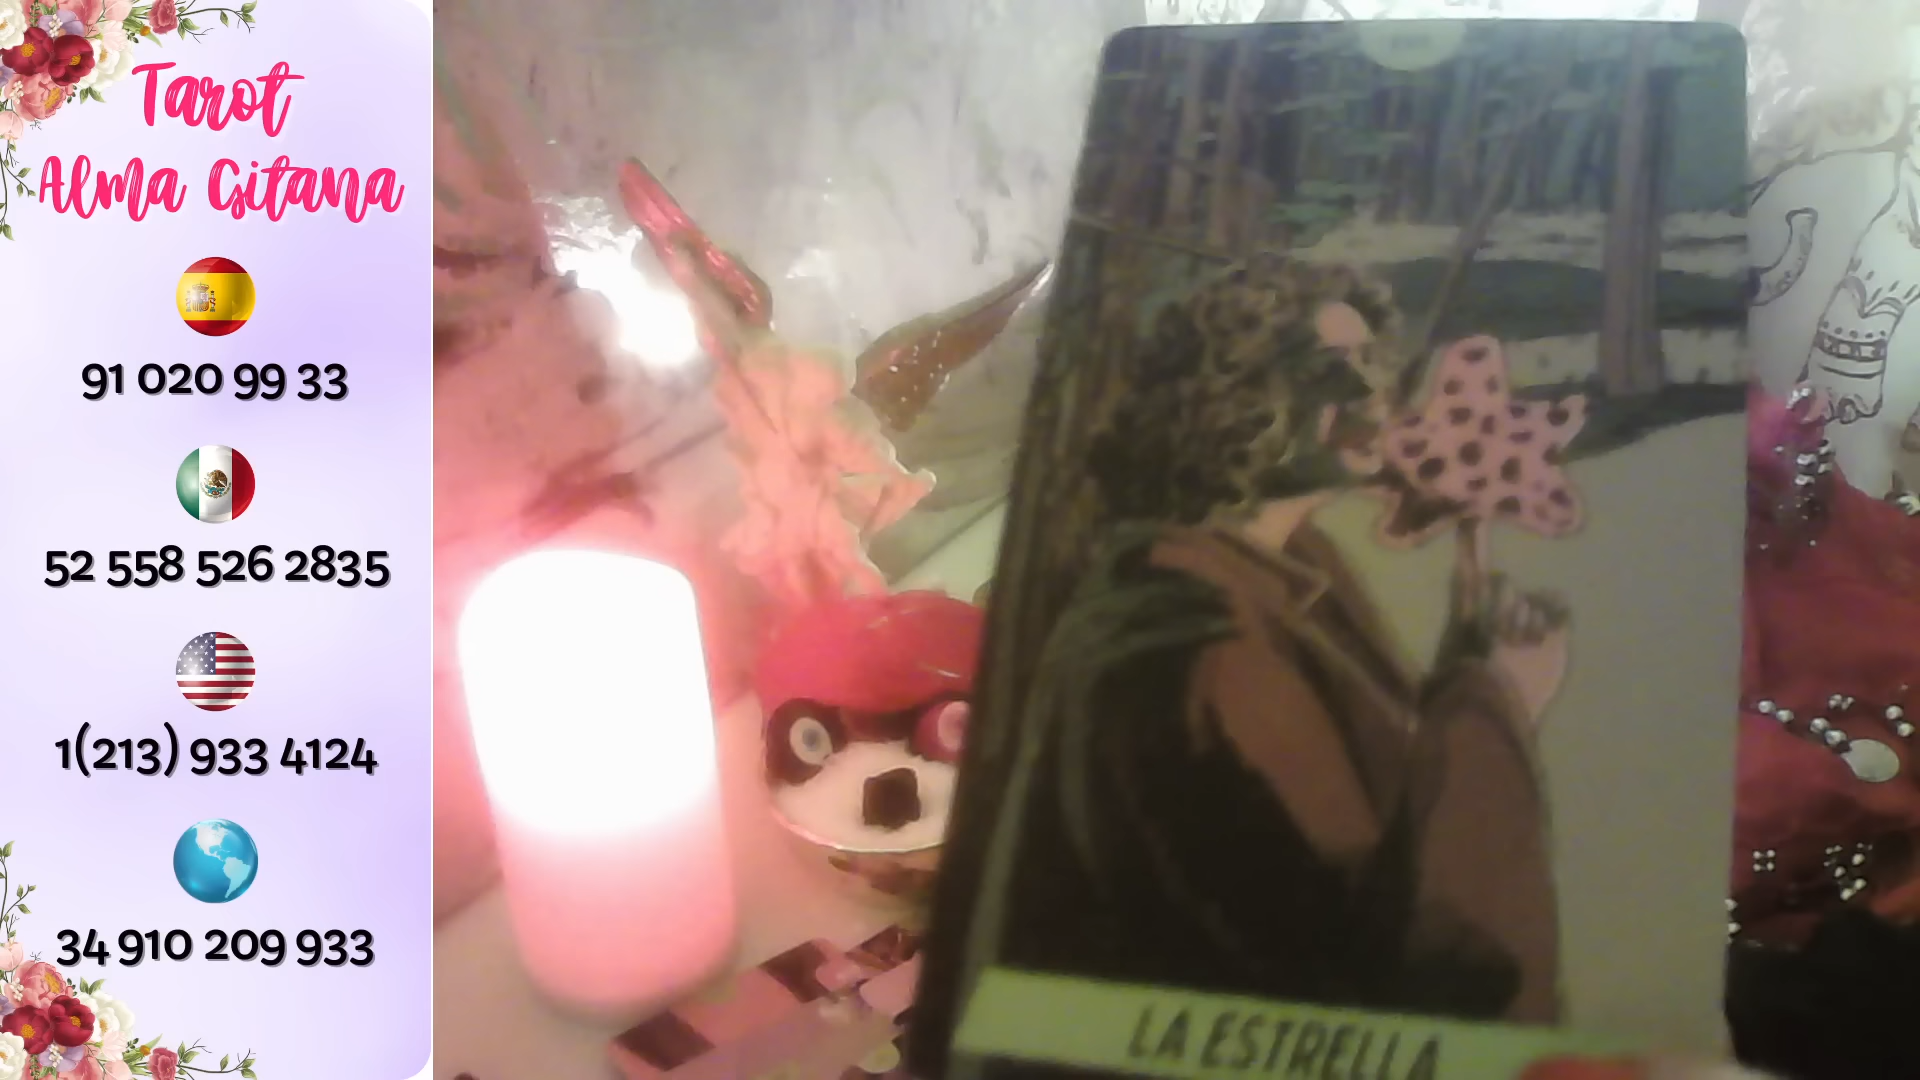 Tarot
Alma Gitana
91 020 99 33
52 558 526 2835
1(213) 933 4124
34 910 209 933
LA ESTRELLA